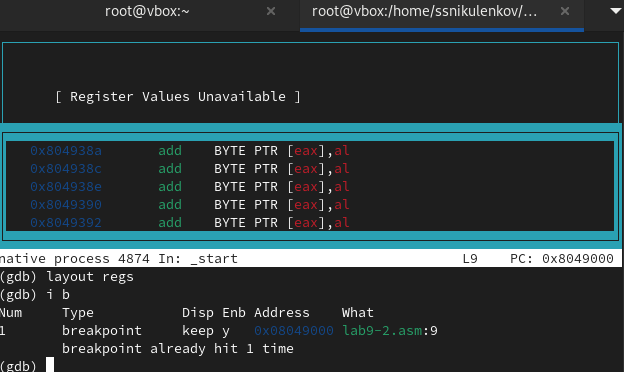 root@vbox:~ × root@vbox:/home/ssnikulenkov/... ×
[ Register Values Unavailable ]
0x804938a add BYTE PTR [eax],al
0x804938c add BYTE PTR [eax],al
0x804938e add BYTE PTR [eax],al
0x8049390 add BYTE PTR [eax],al
0x8049392 add BYTE PTR [eax],al
native process 4874 In: _start L9 PC: 0x8049000
(gdb) layout regs
(gdb) i b
Num Type Disp Enb Address What
1 breakpoint keep y 0x08049000 lab9-2.asm:9
breakpoint already hit 1 time
(gdb)